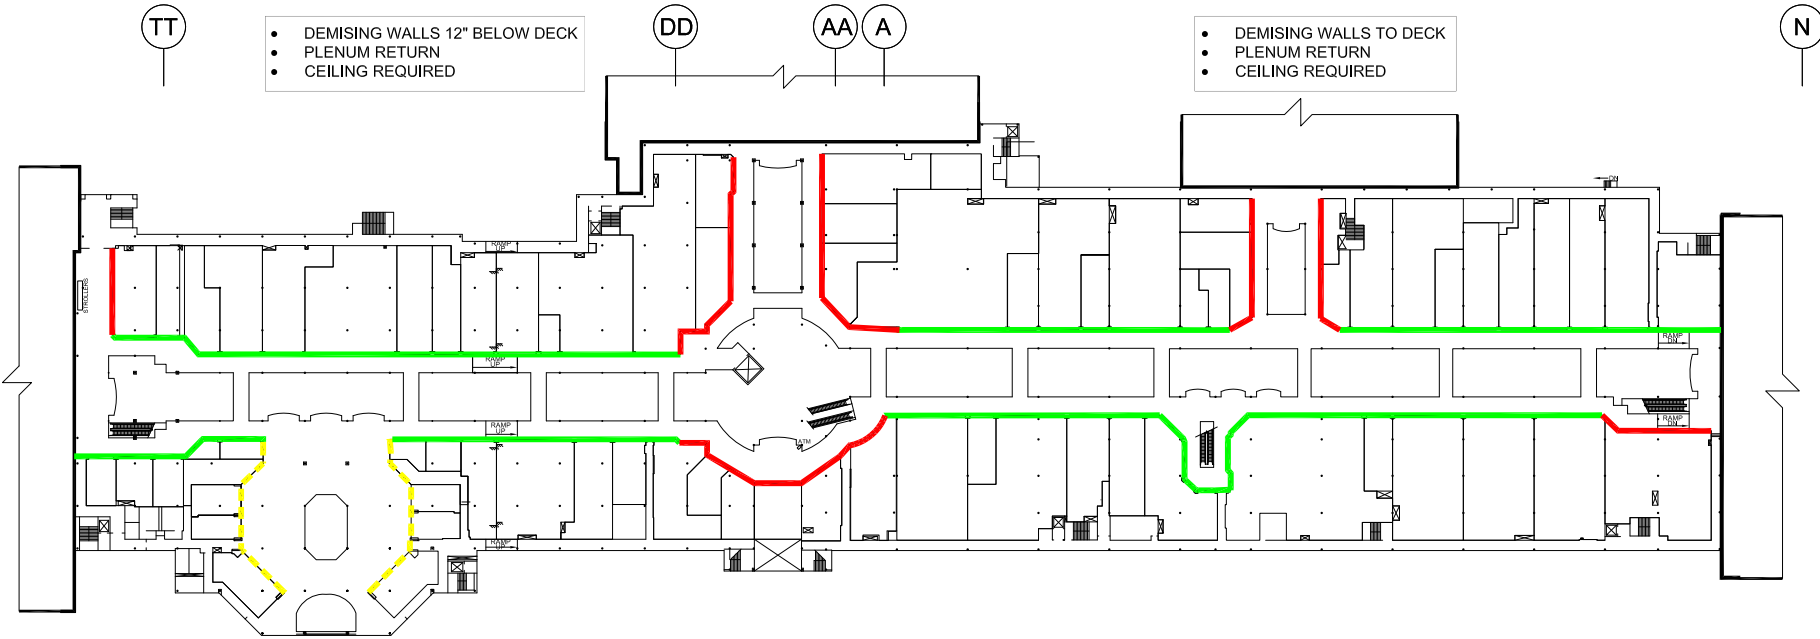 TT
DD
AA
A
N
• DEMISING WALLS 12" BELOW DECK
• PLENUM RETURN
• CEILING REQUIRED
• DEMISING WALLS TO DECK
• PLENUM RETURN
• CEILING REQUIRED
DN
RAMP
UP
STROLLERS
RAMP
UP
RAMP
DN
RAMP
UP
ATM
RAMP
DN
RAMP
UP